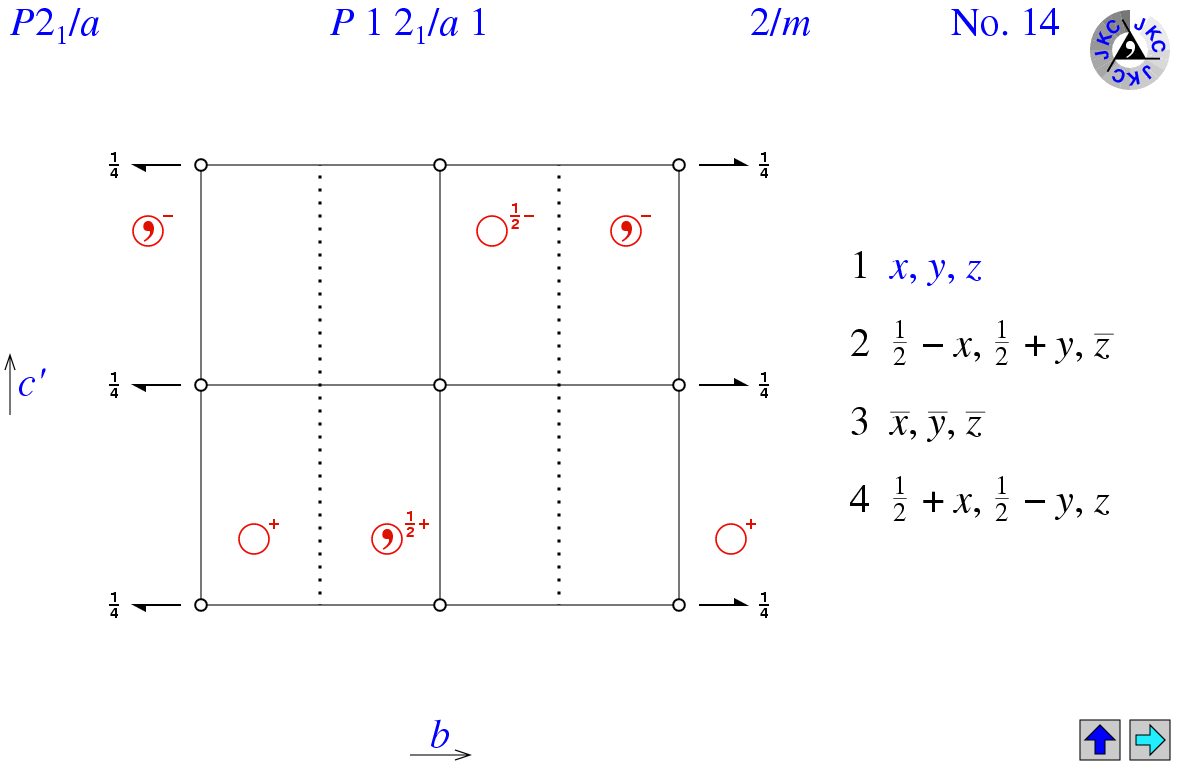 P2₁/a P 1 2₁/a 1 2/m No. 14
JKC JKC JKC
¼ ¼
− ½− −
1 x, y, z
2 ½ − x, ½ + y, z̅
c′ ¼ ¼
3 x̅, y̅, z̅
4 ½ + x, ½ − y, z
+ ½+ +
¼ ¼
b